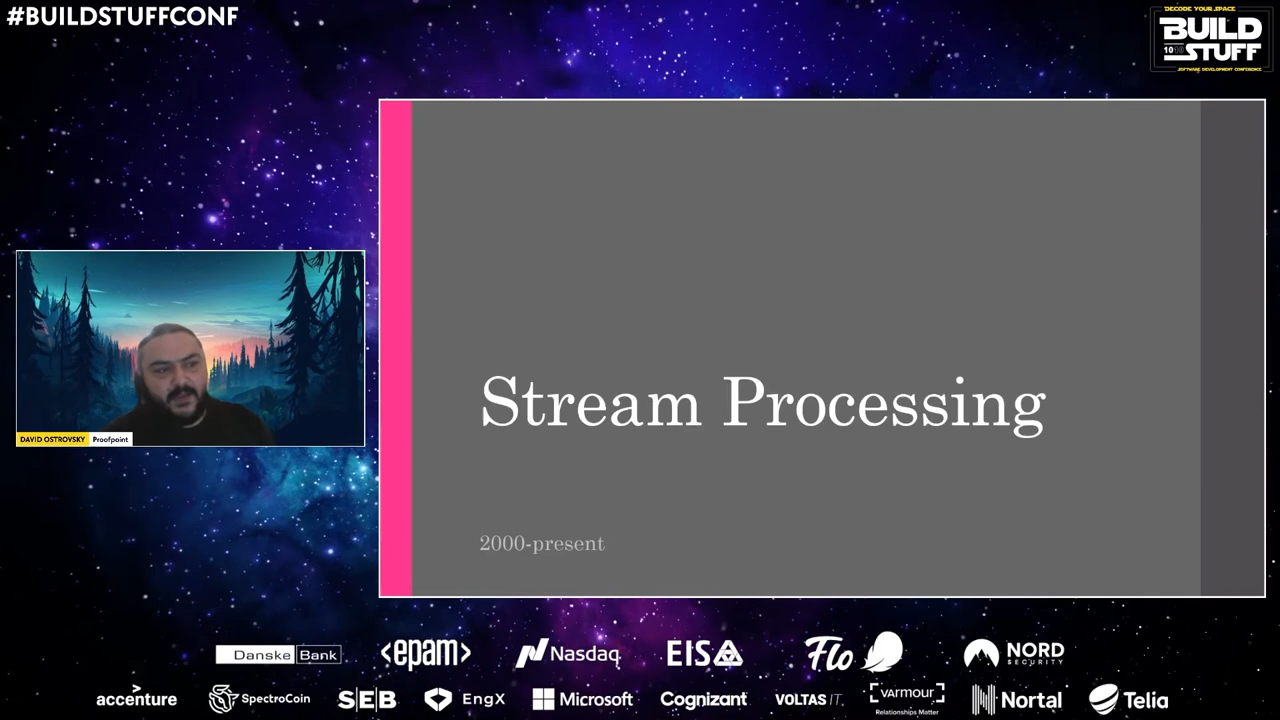 #BUILDSTUFFCONF
DECODE YOUR SPACE
BUILD
STUFF
SOFTWARE DEVELOPMENT CONFERENCE
Stream Processing
2000-present
DAVID OSTROVSKY Proofpoint
Danske Bank <epam> Nasdaq EIS Flo NORD SECURITY
accenture SpectroCoin SEB EngX Microsoft Cognizant VOLTAS IT. varmour Nortal Telia
Relationships Matter